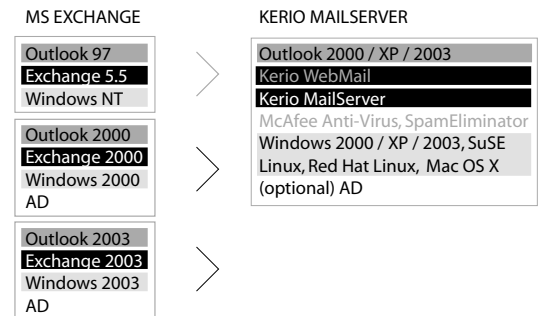 MS EXCHANGE
Outlook 97
Exchange 5.5
Windows NT
Outlook 2000
Exchange 2000
Windows 2000
AD
Outlook 2003
Exchange 2003
Windows 2003
AD
KERIO MAILSERVER
Outlook 2000 / XP / 2003
Kerio WebMail
Kerio MailServer
McAfee Anti-Virus, SpamEliminator
Windows 2000 / XP / 2003, SuSE
Linux, Red Hat Linux, Mac OS X
(optional) AD